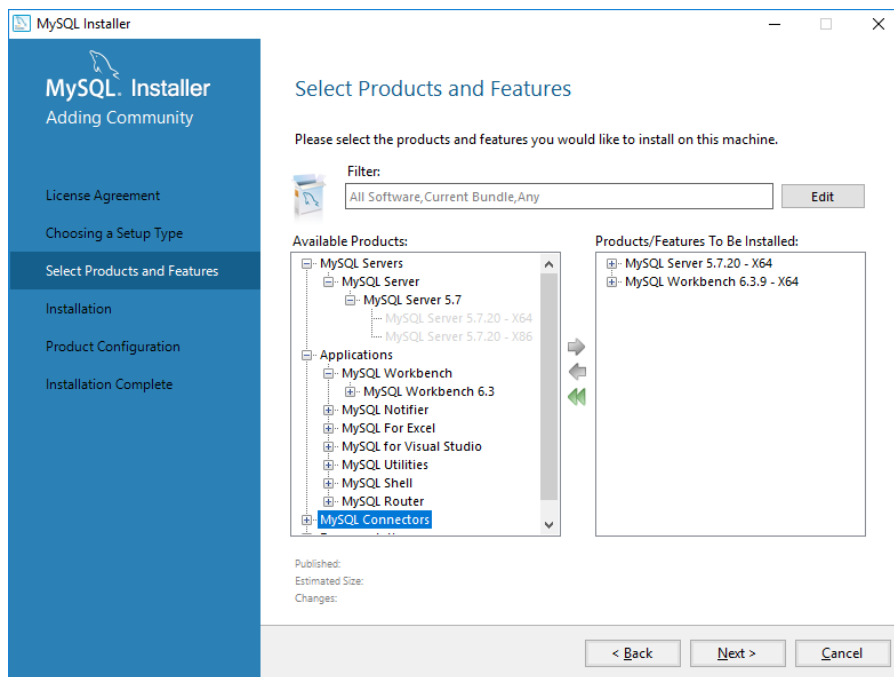 MySQL Installer
MySQL. Installer
Adding Community
License Agreement
Choosing a Setup Type
Select Products and Features
Installation
Product Configuration
Installation Complete
Select Products and Features
Please select the products and features you would like to install on this machine.
Filter:
All Software,Current Bundle,Any
Edit
Available Products:
MySQL Servers
MySQL Server
MySQL Server 5.7
MySQL Server 5.7.20 - X64
MySQL Server 5.7.20 - X86
Applications
MySQL Workbench
MySQL Workbench 6.3
MySQL Notifier
MySQL For Excel
MySQL for Visual Studio
MySQL Utilities
MySQL Shell
MySQL Router
MySQL Connectors
Products/Features To Be Installed:
MySQL Server 5.7.20 - X64
MySQL Workbench 6.3.9 - X64
Published:
Estimated Size:
Changes:
< Back
Next >
Cancel